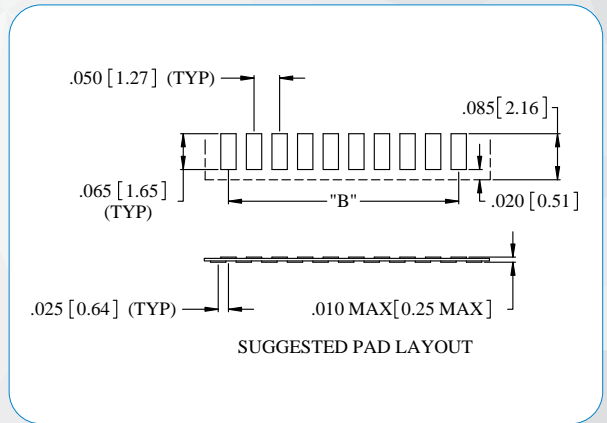 .050 [1.27] (TYP)
.085[2.16]
.065 [1.65]
(TYP)
"B"
.020 [0.51]
.025 [0.64] (TYP)
.010 MAX[0.25 MAX]
SUGGESTED PAD LAYOUT